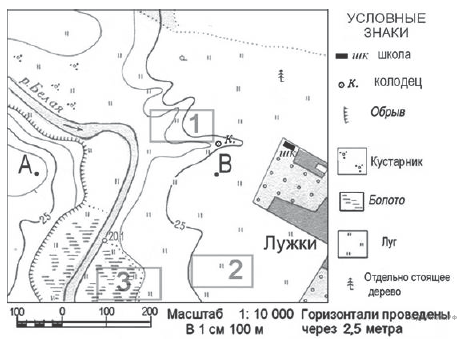 УСЛОВНЫЕ
ЗНАКИ
шк школа
К. колодец
Обрыв
Кустарник
Болото
Луг
Отдельно стоящее
дерево
р. Белая
1
К.
А
В
шк
25
20,1
25
Лужки
3
2
100 0 100 200
Масштаб 1: 10 000
В 1 см 100 м
Горизонтали проведены
через 2,5 метра